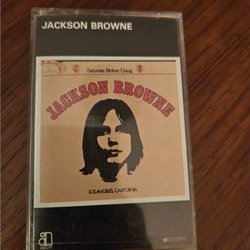 JACKSON BROWNE
Saturate Before Using
JACKSON BROWNE
LOS ANGELES, CALIFORNIA